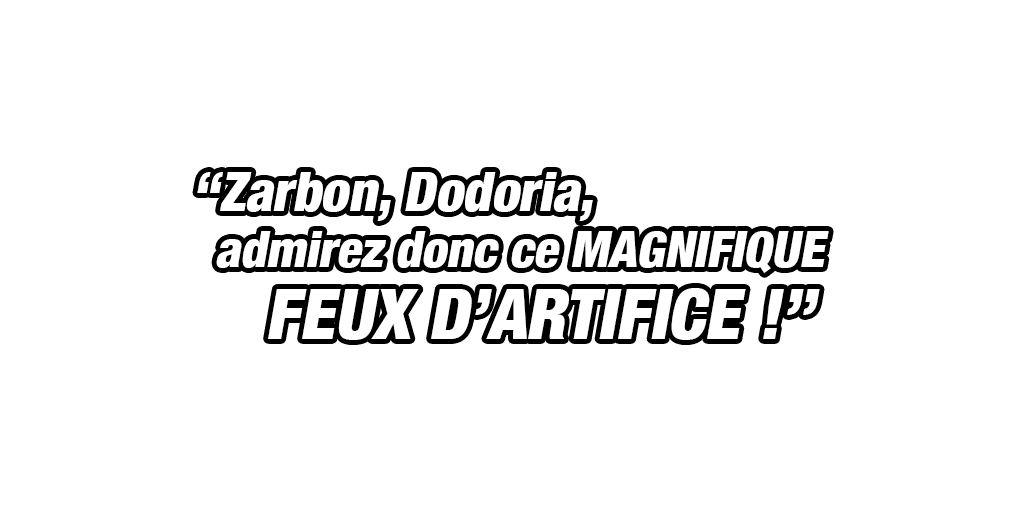 “Zarbon, Dodoria,
admirez donc ce MAGNIFIQUE
FEUX D’ARTIFICE !”